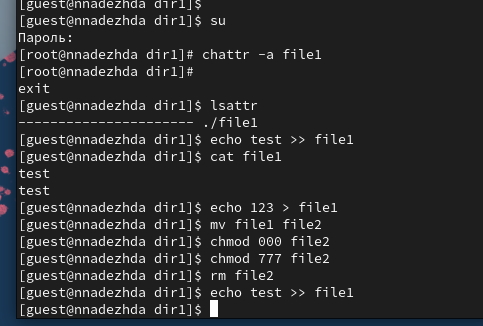 [guest@nnadezhda dir1]$
[guest@nnadezhda dir1]$ su
Пароль:
[root@nnadezhda dir1]# chattr -a file1
[root@nnadezhda dir1]#
exit
[guest@nnadezhda dir1]$ lsattr
---------------------- ./file1
[guest@nnadezhda dir1]$ echo test >> file1
[guest@nnadezhda dir1]$ cat file1
test
test
[guest@nnadezhda dir1]$ echo 123 > file1
[guest@nnadezhda dir1]$ mv file1 file2
[guest@nnadezhda dir1]$ chmod 000 file2
[guest@nnadezhda dir1]$ chmod 777 file2
[guest@nnadezhda dir1]$ rm file2
[guest@nnadezhda dir1]$ echo test >> file1
[guest@nnadezhda dir1]$